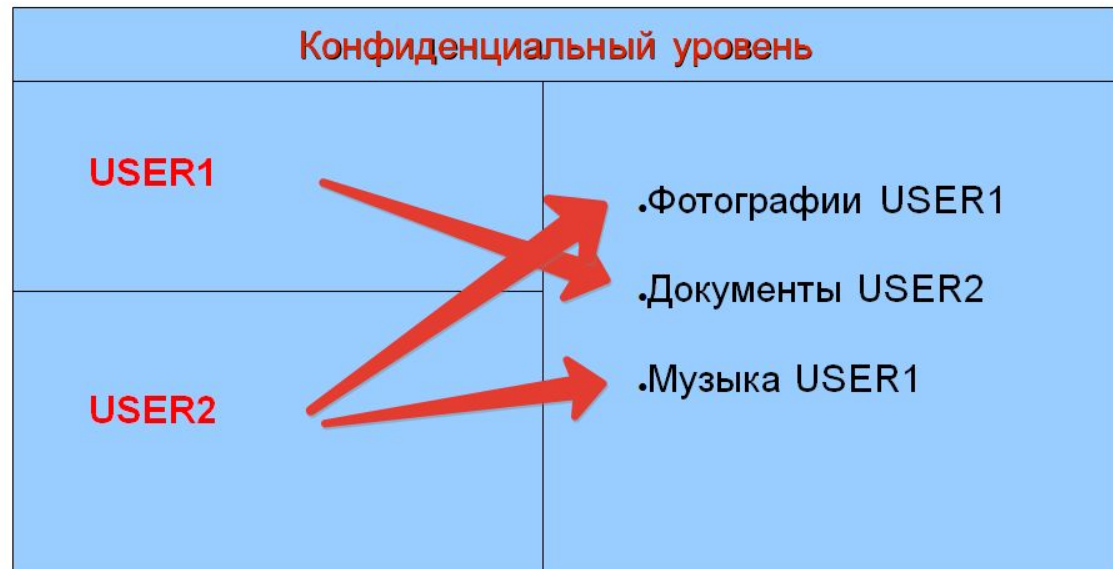 Конфиденциальный уровень
USER1
USER2
.Фотографии USER1
.Документы USER2
.Музыка USER1